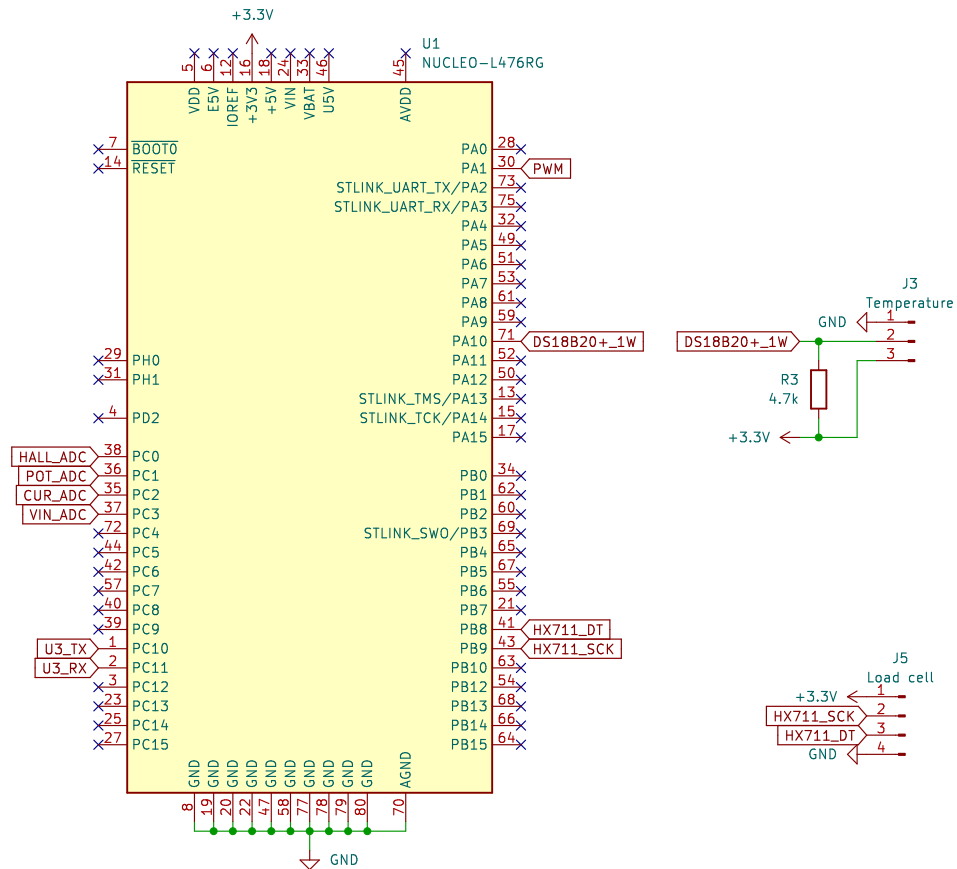 +3.3V
U1
NUCLEO-L476RG
5 6 12 16 18 24 33 46 45
VDD E5V IOREF +3V3 +5V VIN VBAT U5V AVDD
7 BOOT0
14 RESET
PA0 28
PA1 30 PWM
STLINK_UART_TX/PA2 73
STLINK_UART_RX/PA3 75
PA4 32
PA5 49
PA6 51
PA7 53
PA8 61
PA9 59
PA10 71 DS18B20+_1W
29 PH0 PA11 52
31 PH1 PA12 50
STLINK_TMS/PA13 13
4 PD2 STLINK_TCK/PA14 15
PA15 17
HALL_ADC 38 PC0
POT_ADC 36 PC1 PB0 34
CUR_ADC 35 PC2 PB1 62
VIN_ADC 37 PC3 PB2 60
72 PC4 STLINK_SWO/PB3 69
44 PC5 PB4 65
42 PC6 PB5 67
57 PC7 PB6 55
40 PC8 PB7 21
39 PC9 PB8 41 HX711_DT
U3_TX 1 PC10 PB9 43 HX711_SCK
U3_RX 2 PC11 PB10 63
3 PC12 PB12 54
23 PC13 PB13 68
25 PC14 PB14 66
27 PC15 PB15 64
GND GND GND GND GND GND GND GND GND GND AGND
8 19 20 22 47 58 77 78 79 80 70
GND
J3
Temperature
GND 1
DS18B20+_1W 2
3
R3
4.7k
+3.3V
J5
Load cell
+3.3V 1
HX711_SCK 2
HX711_DT 3
GND 4